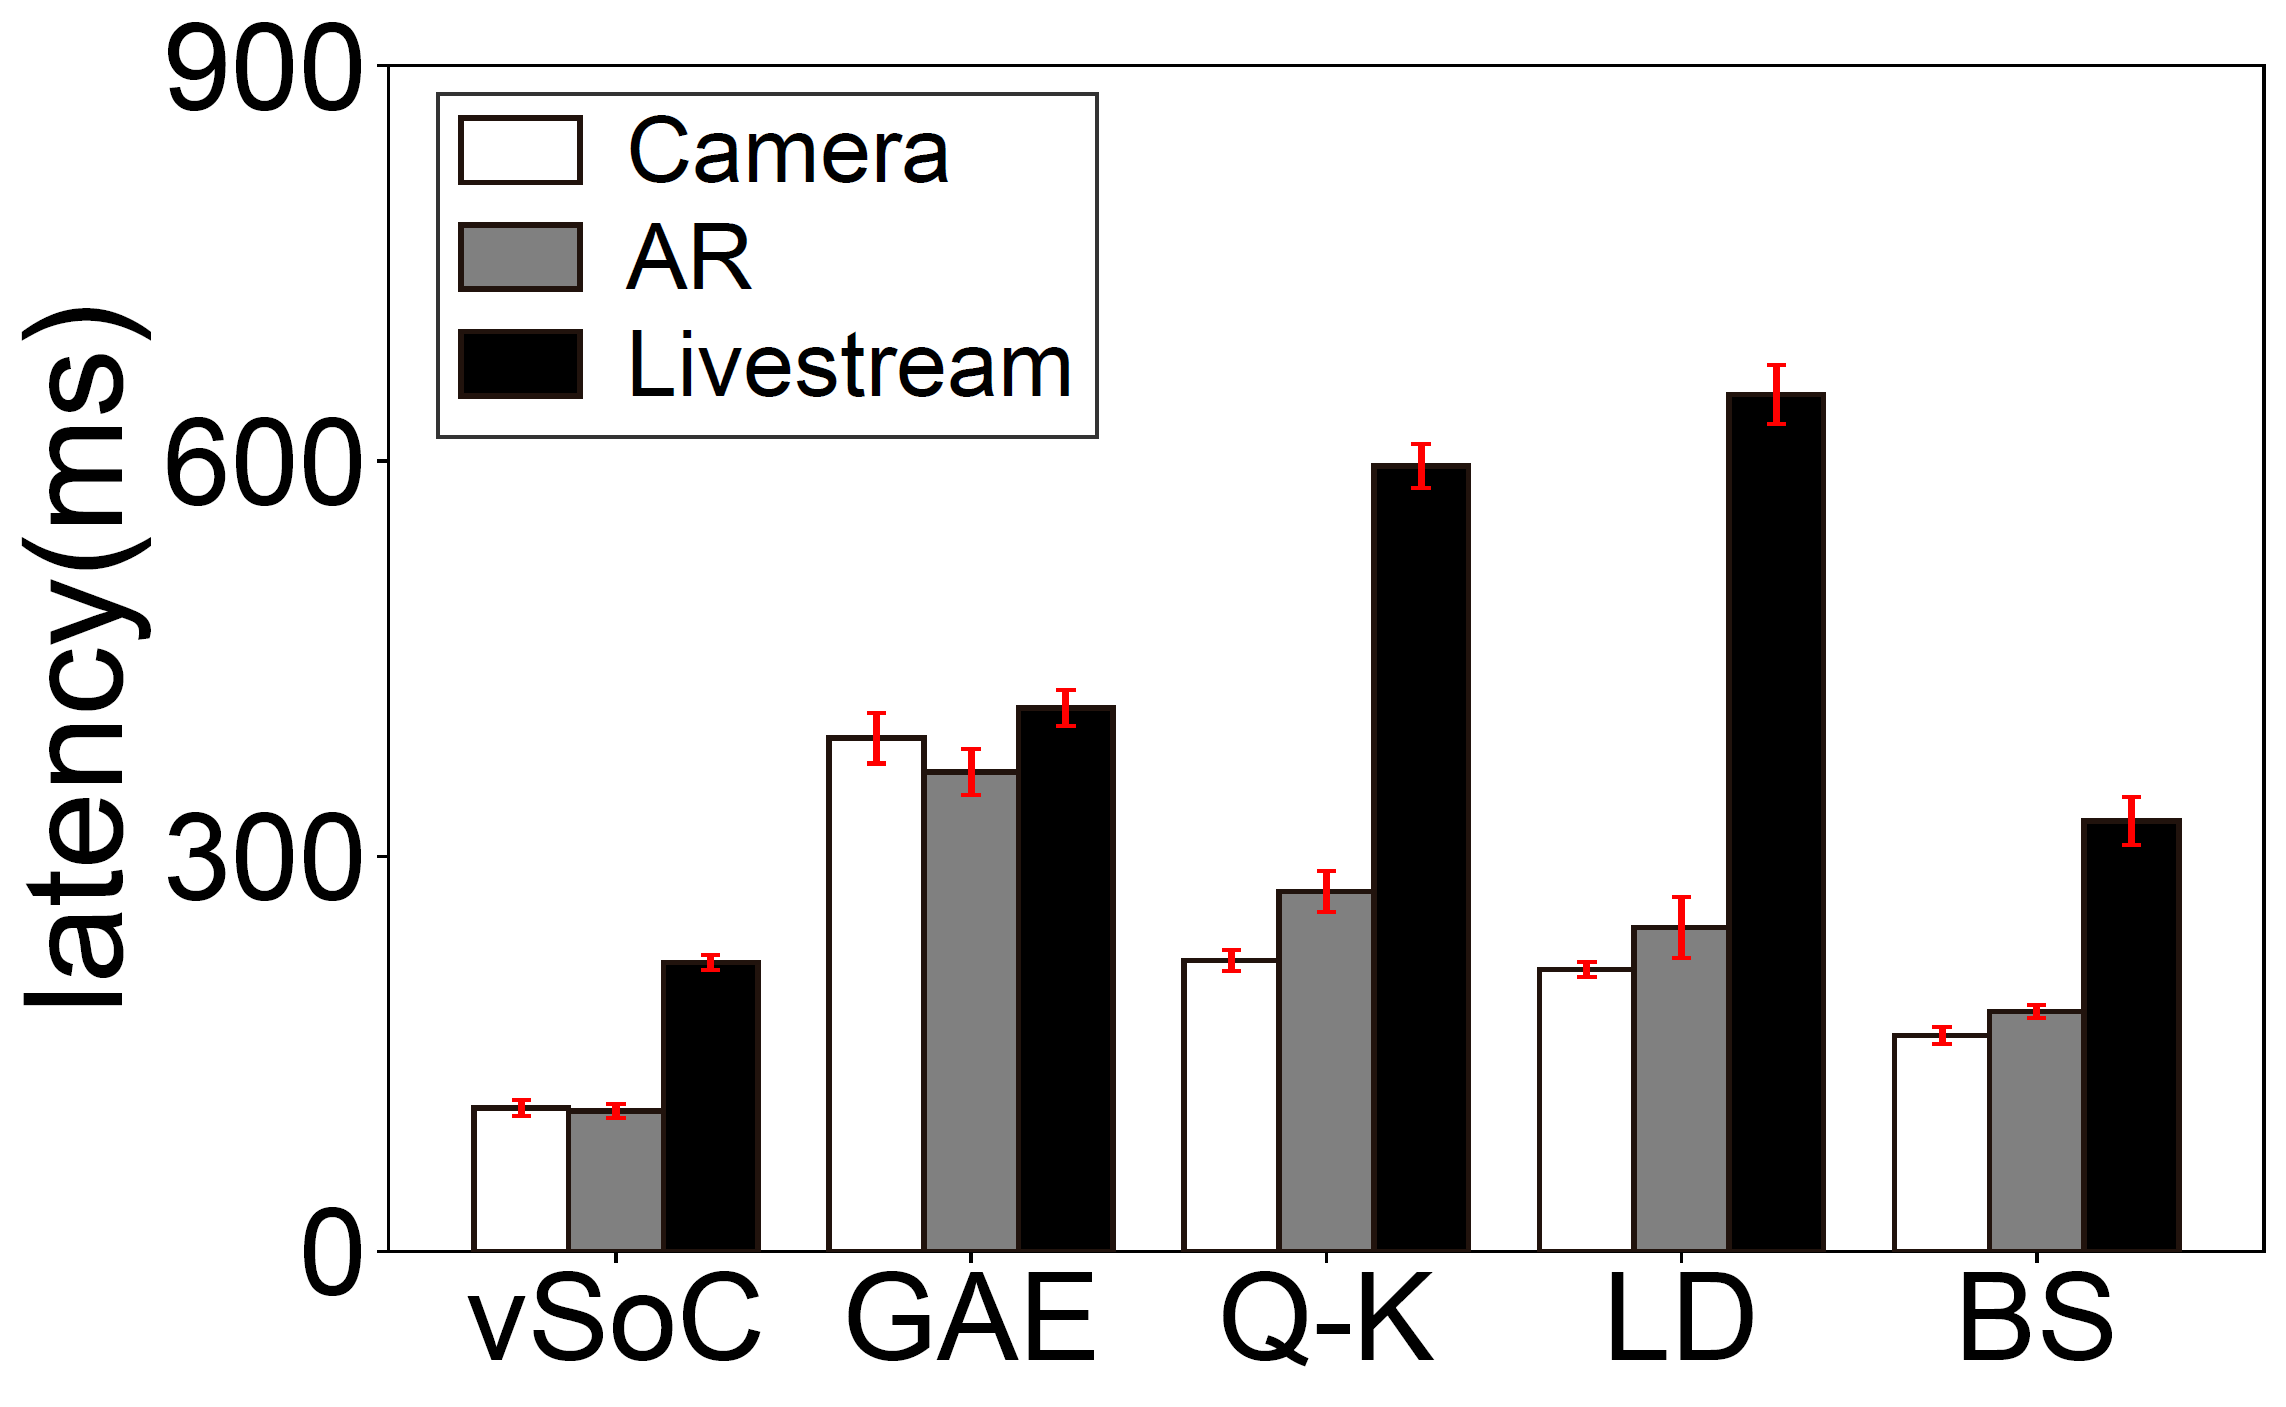 900
600
300
0
latency(ms)
Camera
AR
Livestream
vSoC GAE Q-K LD BS